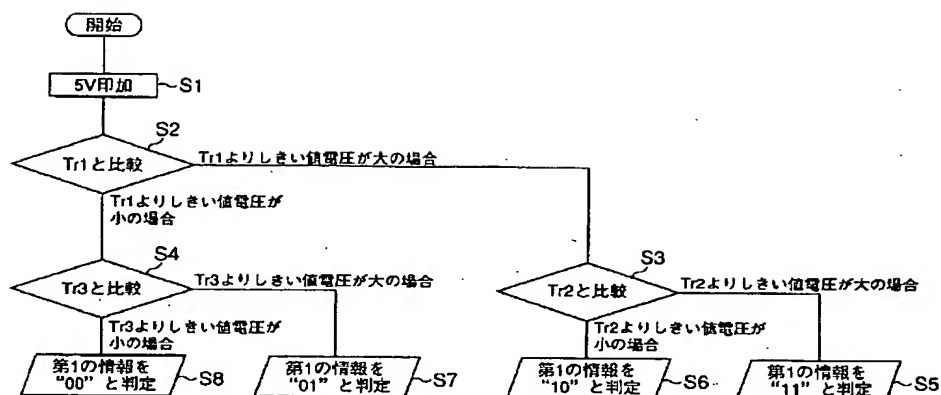 開始
5V印加
S1
S2
Tr1と比較
Tr1よりしきい値電圧が大の場合
Tr1よりしきい値電圧が
小の場合
S4
Tr3と比較
Tr3よりしきい値電圧が大の場合
S3
Tr2と比較
Tr2よりしきい値電圧が大の場合
Tr3よりしきい値電圧が
小の場合
Tr2よりしきい値電圧が
小の場合
第1の情報を
“00” と判定
S8
第1の情報を
“01” と判定
S7
第1の情報を
“10” と判定
S6
第1の情報を
“11” と判定
S5